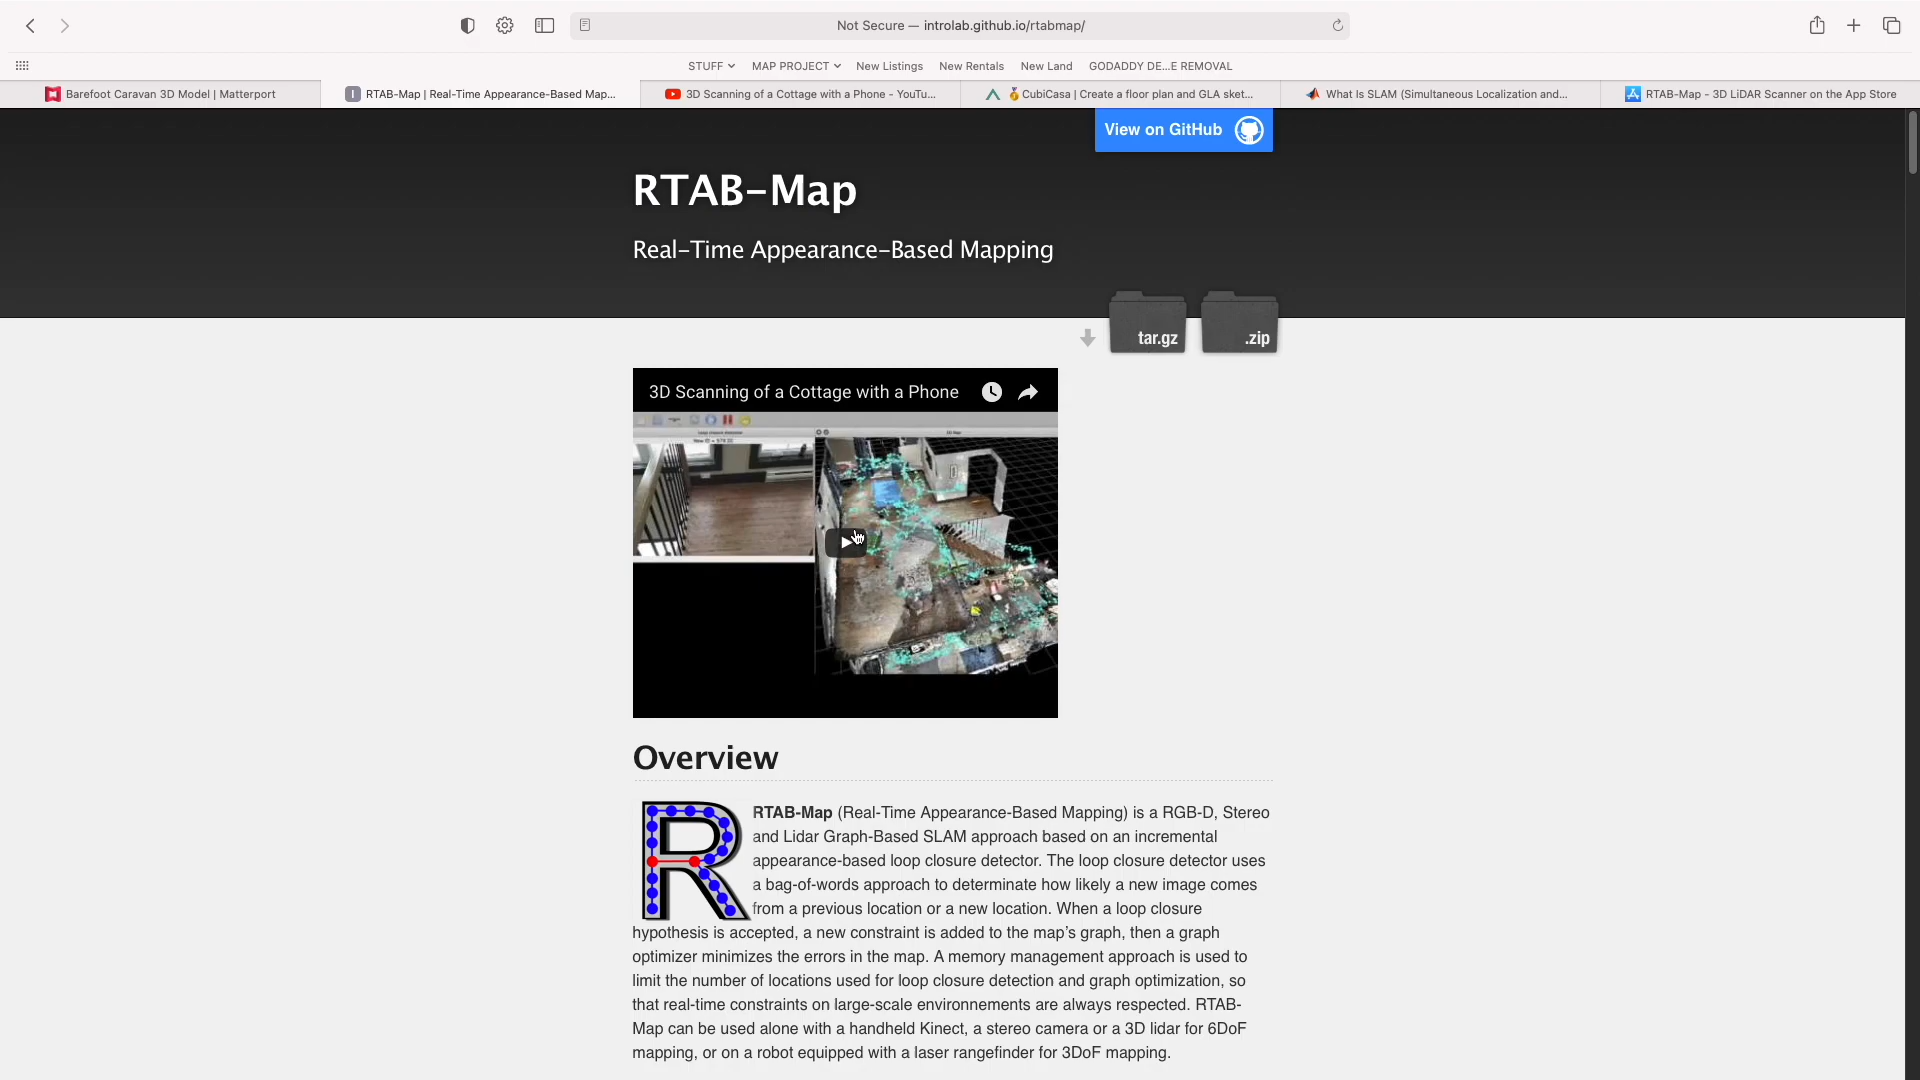 Not Secure — introlab.github.io/rtabmap/
STUFF MAP PROJECT New Listings New Rentals New Land GODADDY DE...E REMOVAL
Barefoot Caravan 3D Model | Matterport
I RTAB-Map | Real-Time Appearance-Based Map...
3D Scanning of a Cottage with a Phone - YouTu...
CubiCasa | Create a floor plan and GLA sket...
What Is SLAM (Simultaneous Localization and...
RTAB-Map - 3D LiDAR Scanner on the App Store
View on GitHub
RTAB-Map
Real-Time Appearance-Based Mapping
tar.gz .zip
3D Scanning of a Cottage with a Phone
Overview
RTAB-Map (Real-Time Appearance-Based Mapping) is a RGB-D, Stereo
and Lidar Graph-Based SLAM approach based on an incremental
appearance-based loop closure detector. The loop closure detector uses
a bag-of-words approach to determinate how likely a new image comes
from a previous location or a new location. When a loop closure
hypothesis is accepted, a new constraint is added to the map's graph, then a graph
optimizer minimizes the errors in the map. A memory management approach is used to
limit the number of locations used for loop closure detection and graph optimization, so
that real-time constraints on large-scale environnements are always respected. RTAB-
Map can be used alone with a handheld Kinect, a stereo camera or a 3D lidar for 6DoF
mapping, or on a robot equipped with a laser rangefinder for 3DoF mapping.